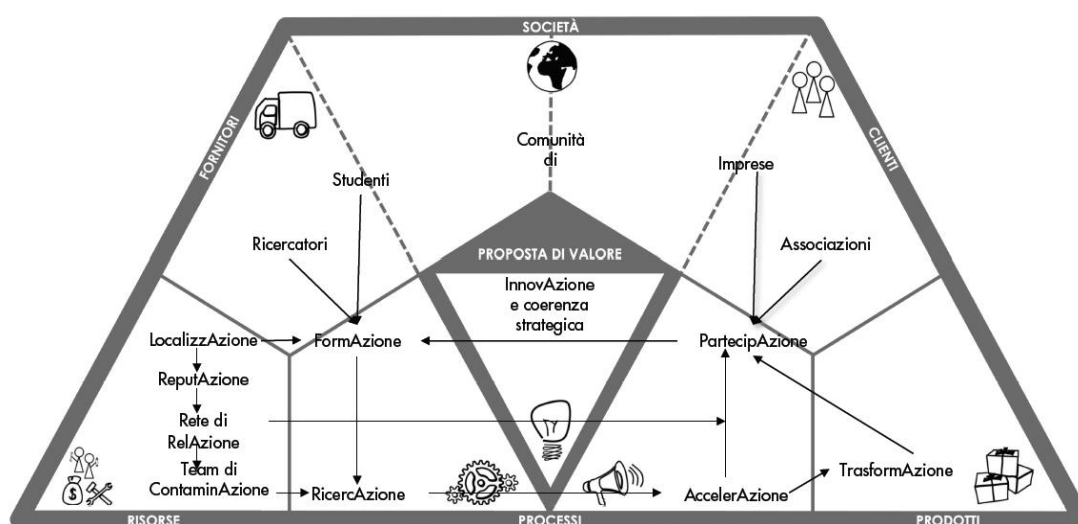 SOCIETÀ
FORNITORI
CLIENTI
Comunità
di
Studenti
Imprese
Ricercatori
Associazioni
PROPOSTA DI VALORE
InnovAzione
e coerenza
strategica
LocalizzAzione
FormAzione
PartecipAzione
ReputAzione
Rete di
RelAzione
Team di
ContaminAzione
RicercAzione
AccelerAzione
TrasformAzione
$
RISORSE
PROCESSI
PRODOTTI